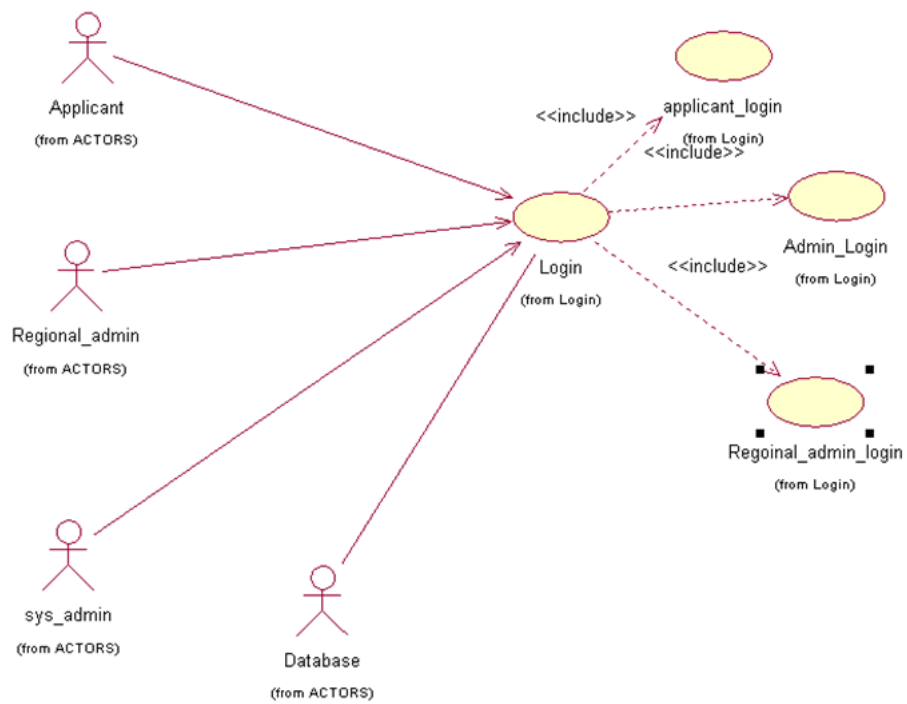 Applicant
(from ACTORS)
<<include>>
applicant_login
(from Login)
<<include>>
Regional_admin
(from ACTORS)
Login
(from Login)
Admin_Login
(from Login)
<<include>>
Regoinal_admin_login
(from Login)
sys_admin
(from ACTORS)
Database
(from ACTORS)